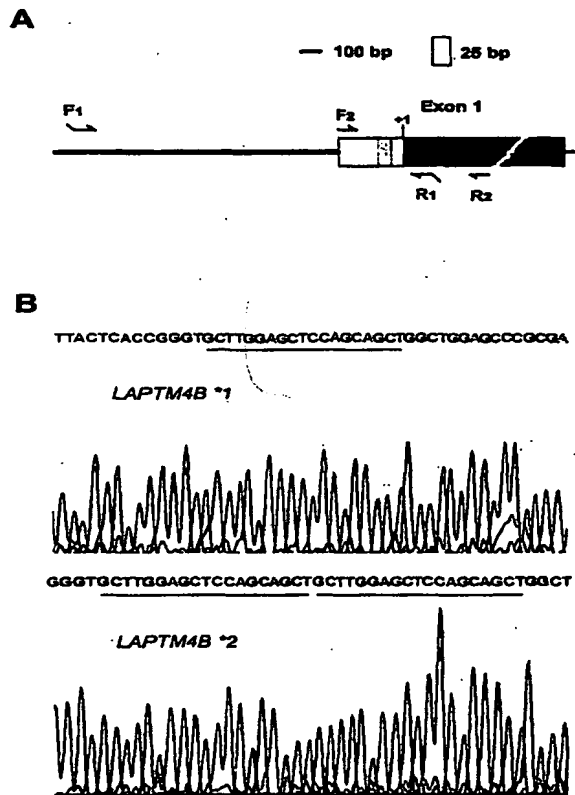 A
100 bp 25 bp
F1 F2 +1 Exon 1
R1 R2
B
TTACTCACCGGGTGCTTGGAGCTCCAGCAGCTGGCTGGAGCCCGCGA
LAPTM4B *1
GGGTGCTTGGAGCTCCAGCAGCTGCTTGGAGCTCCAGCAGCTGGCT
LAPTM4B *2